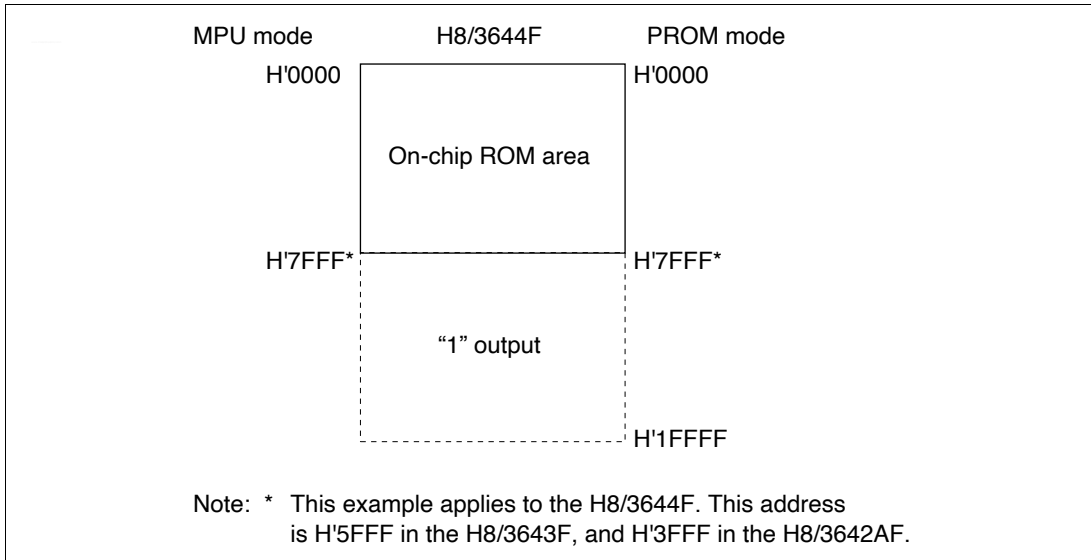 MPU mode H8/3644F PROM mode
H'0000 H'0000
On-chip ROM area
H'7FFF* H'7FFF*
“1” output
H'1FFFF
Note: * This example applies to the H8/3644F. This address
is H'5FFF in the H8/3643F, and H'3FFF in the H8/3642AF.